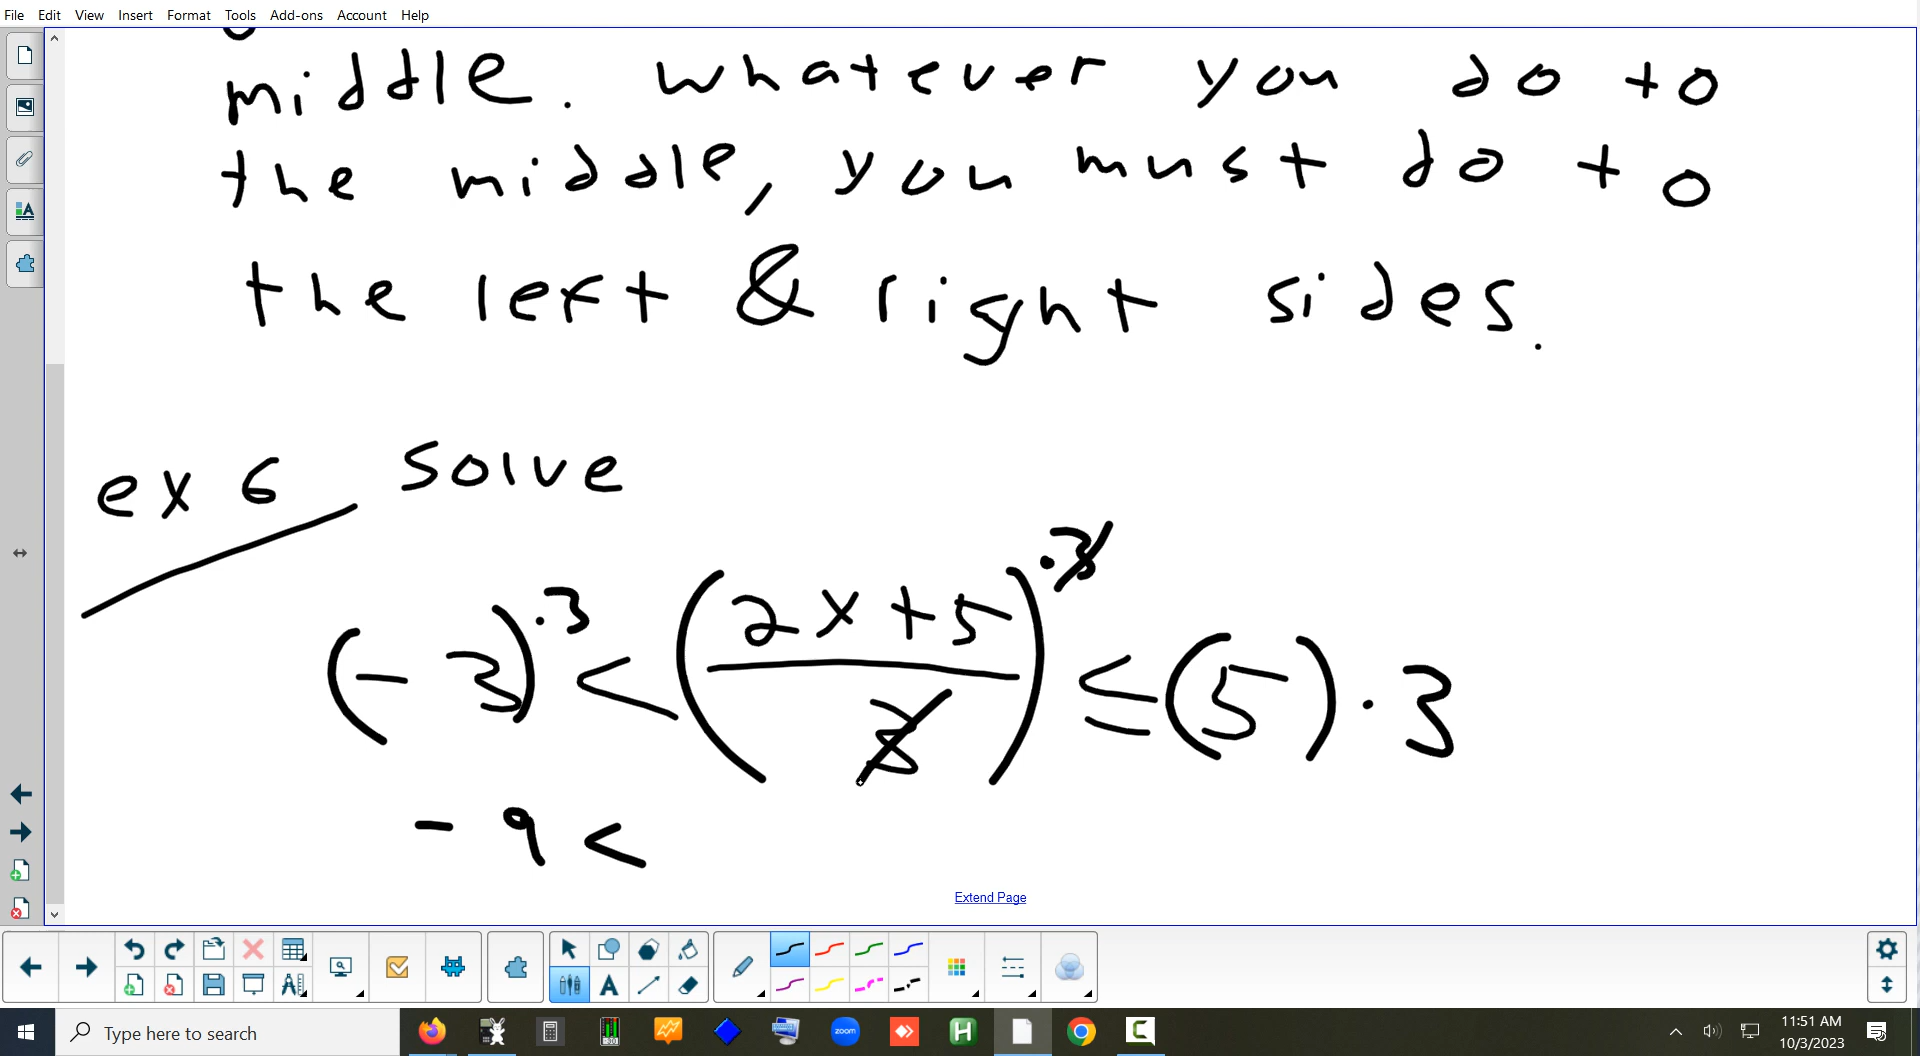 File Edit View Insert Format Tools Add-ons Account Help
middle. whatever you do to
the middle, you must do to
the left & right sides.
ex 6 solve
(-3)·3 < (2x+5/3)·3 ≤ (5)·3
-9 <
Extend Page
Type here to search
zoom
11:51 AM
10/3/2023